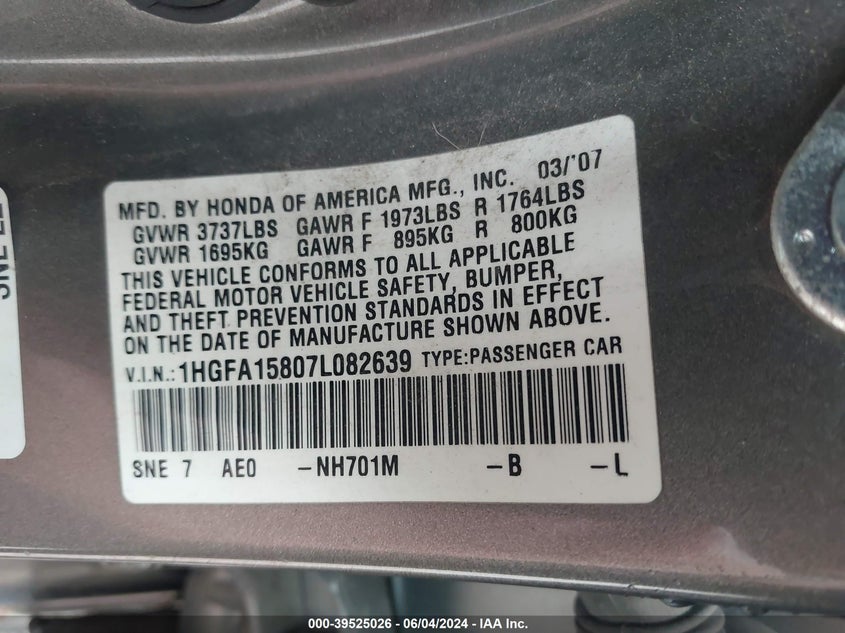 MFD. BY HONDA OF AMERICA MFG., INC. 03/'07
GVWR 3737LBS GAWR F 1973LBS R 1764LBS
GVWR 1695KG GAWR F 895KG R 800KG
THIS VEHICLE CONFORMS TO ALL APPLICABLE
FEDERAL MOTOR VEHICLE SAFETY, BUMPER,
AND THEFT PREVENTION STANDARDS IN EFFECT
ON THE DATE OF MANUFACTURE SHOWN ABOVE.
V.I.N.:1HGFA15807L082639 TYPE:PASSENGER CAR
SNE 7 AE0 -NH701M -B -L
SNE
000-39525026 - 06/04/2024 - IAA Inc.